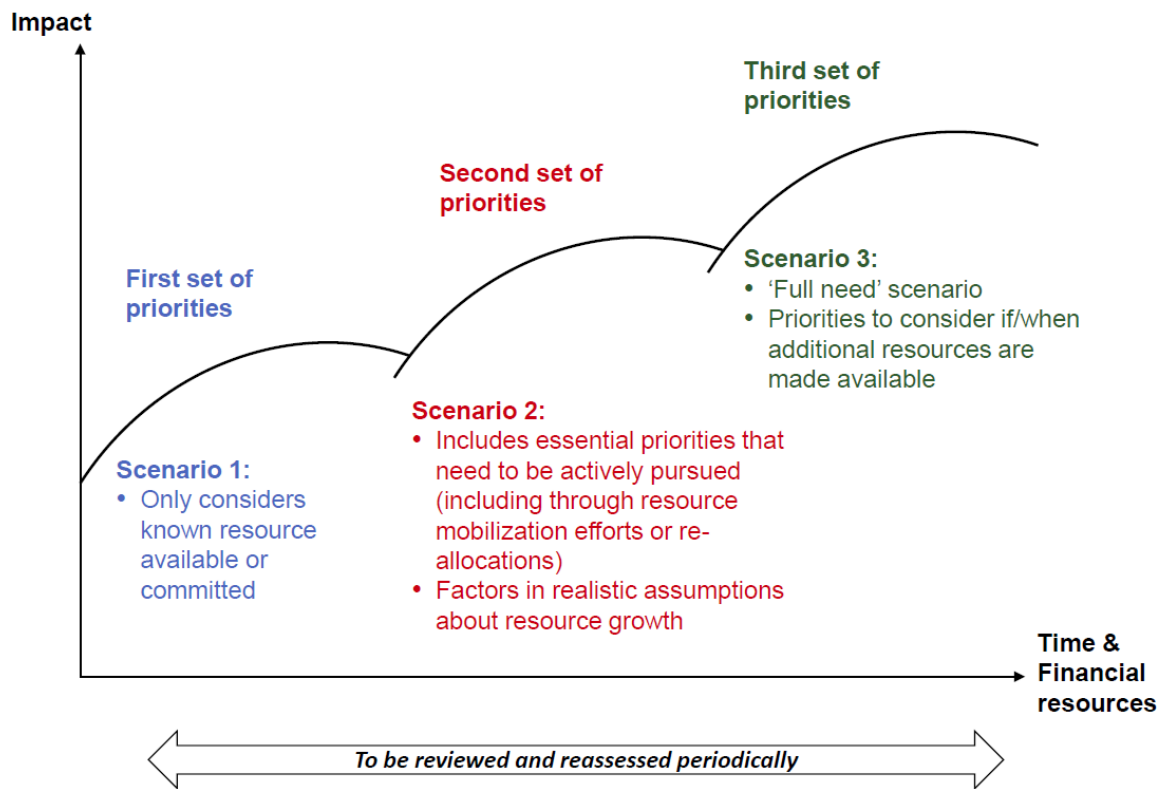 Impact
Third set of
priorities
Second set of
priorities
First set of
priorities
Scenario 3:
• ‘Full need’ scenario
• Priorities to consider if/when
additional resources are
made available
Scenario 2:
• Includes essential priorities that
need to be actively pursued
(including through resource
mobilization efforts or re-
allocations)
• Factors in realistic assumptions
about resource growth
Scenario 1:
• Only considers
known resource
available or
committed
Time &
Financial
resources
To be reviewed and reassessed periodically